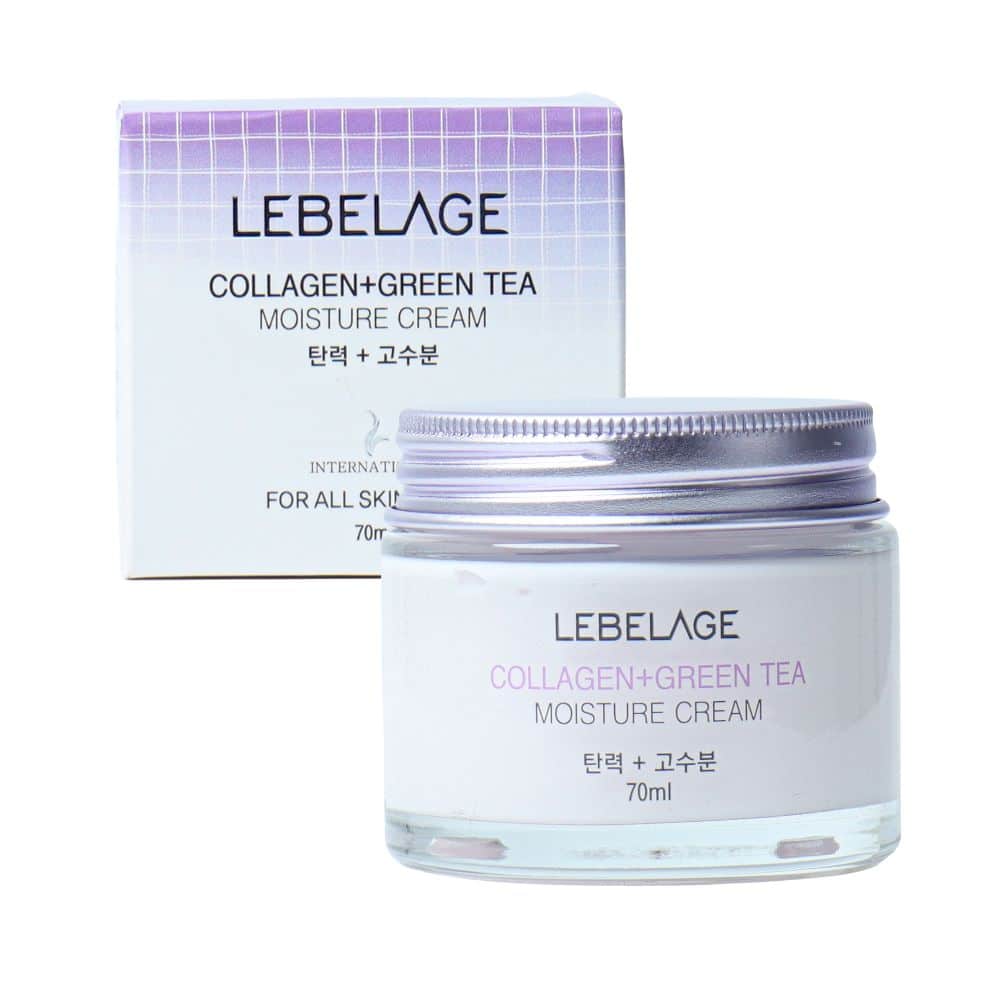 LEBELAGE
COLLAGEN+GREEN TEA
MOISTURE CREAM
탄력 + 고수분
FOR ALL SKIN
LEBELAGE
COLLAGEN+GREEN TEA
MOISTURE CREAM
탄력 + 고수분
70ml